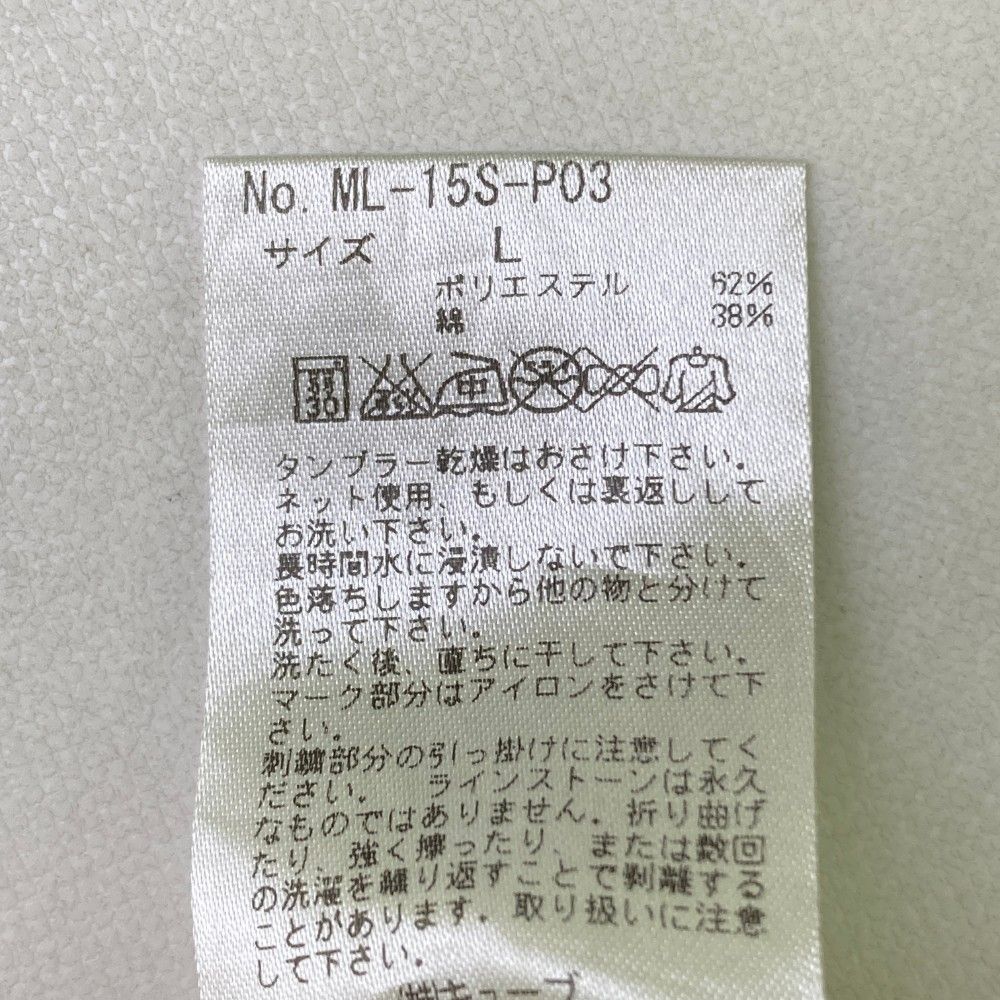 No. ML-15S-P03
サイズ L
ポリエステル 62%
綿 38%
30
中
タンブラー乾燥はおさけ下さい。
ネット使用、もしくは裏返しして
お洗い下さい。
長時間水に浸漬しないで下さい。
色落ちしますから他の物と分けて
洗って下さい。
洗たく後、直ちに干して下さい。
マーク部分はアイロンをさけて下
さい。
刺繍部分の引っ掛けに注意してく
ださい。 ラインストーンは永久
なものではありません。折り曲げ
たり、強く擦ったり、または数回
の洗濯を繰り返すことで剥離する
ことがあります。取り扱いに注意
して下さい。
㈱キューブ